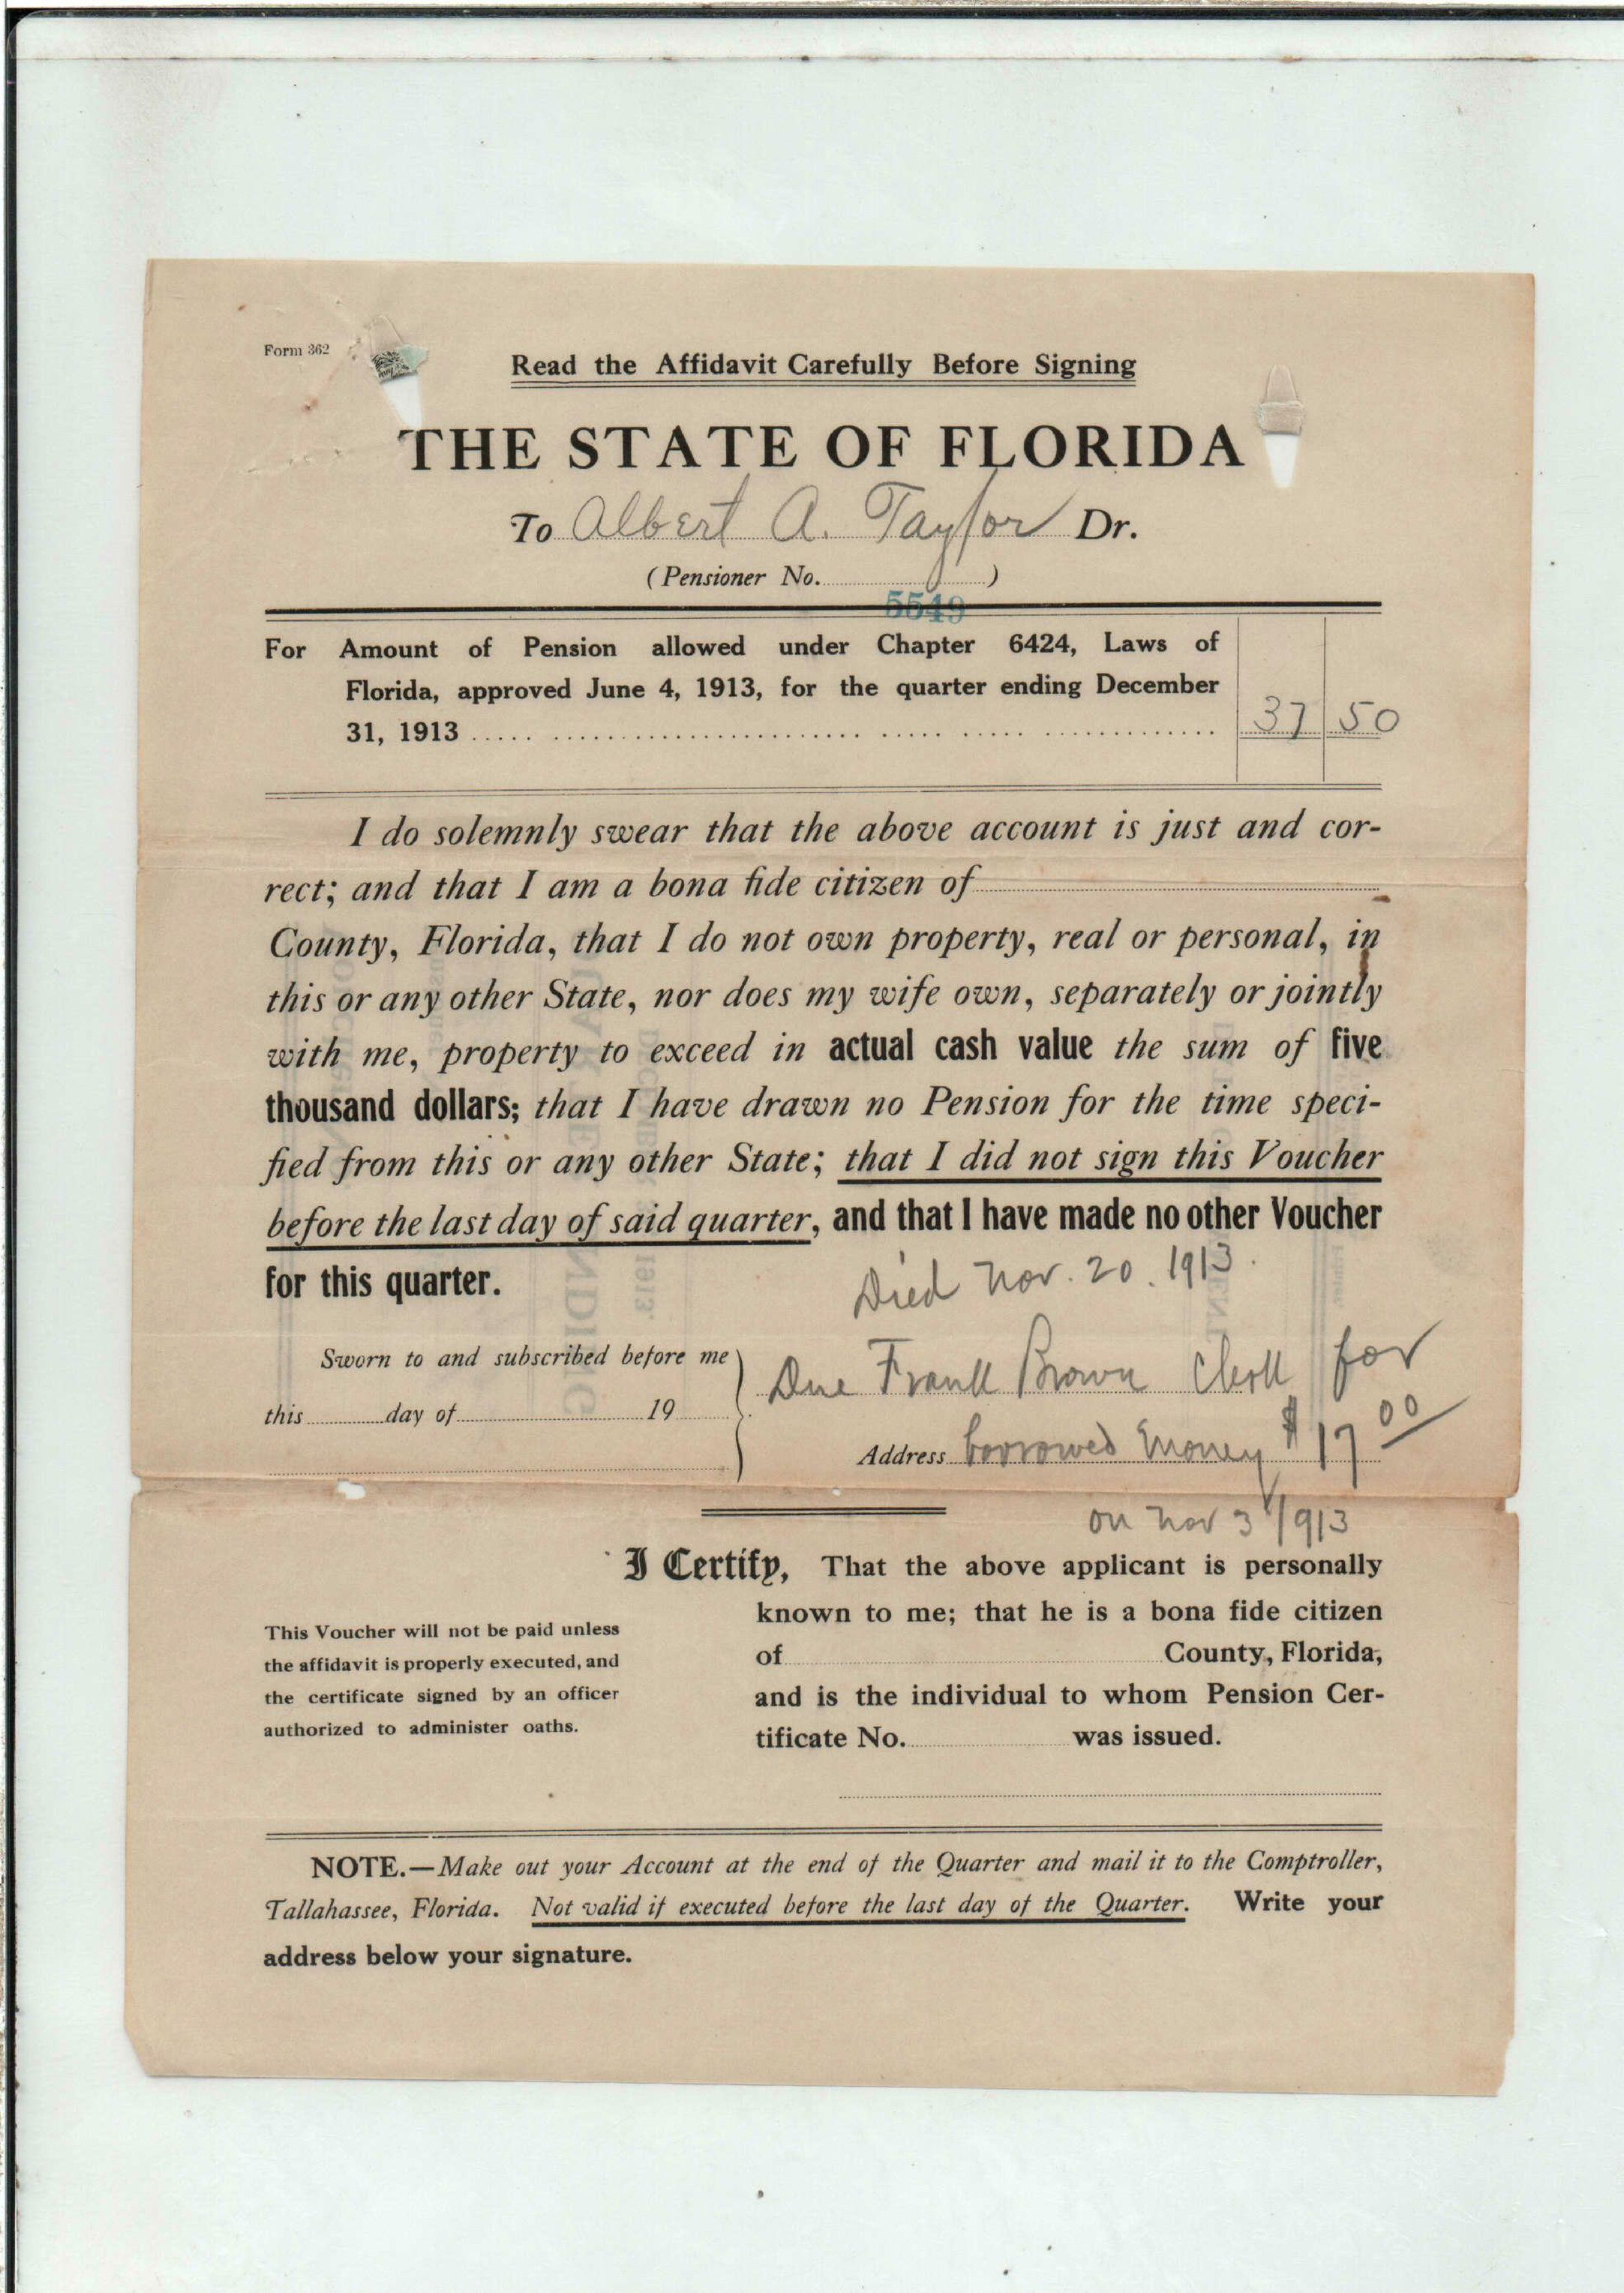 Form 362
Read the Affidavit Carefully Before Signing
THE STATE OF FLORIDA
To Albert A. Taylor Dr.
(Pensioner No. )
5549
For Amount of Pension allowed under Chapter 6424, Laws of
Florida, approved June 4, 1913, for the quarter ending December
31, 1913 37 50
I do solemnly swear that the above account is just and cor-
rect; and that I am a bona fide citizen of
County, Florida, that I do not own property, real or personal, in
this or any other State, nor does my wife own, separately or jointly
with me, property to exceed in actual cash value the sum of five
thousand dollars; that I have drawn no Pension for the time speci-
fied from this or any other State; that I did not sign this Voucher
before the last day of said quarter, and that I have made no other Voucher
for this quarter.
Died Nov. 20. 1913.
Sworn to and subscribed before me
Due Frank Brown Clerk for
this day of 19
Address borrowed money $17 00
on Nov 3 1913
I Certify, That the above applicant is personally
known to me; that he is a bona fide citizen
of County, Florida,
and is the individual to whom Pension Cer-
tificate No. was issued.
This Voucher will not be paid unless
the affidavit is properly executed, and
the certificate signed by an officer
authorized to administer oaths.
NOTE.—Make out your Account at the end of the Quarter and mail it to the Comptroller,
Tallahassee, Florida. Not valid if executed before the last day of the Quarter. Write your
address below your signature.